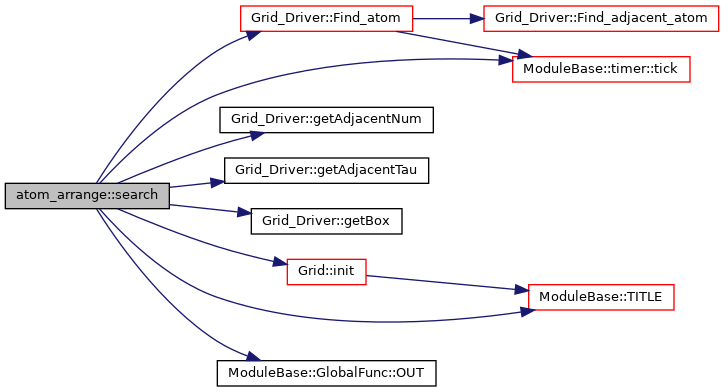 Grid_Driver::Find_atom
Grid_Driver::Find_adjacent_atom
ModuleBase::timer::tick
Grid_Driver::getAdjacentNum
Grid_Driver::getAdjacentTau
atom_arrange::search
Grid_Driver::getBox
Grid::init
ModuleBase::TITLE
ModuleBase::GlobalFunc::OUT